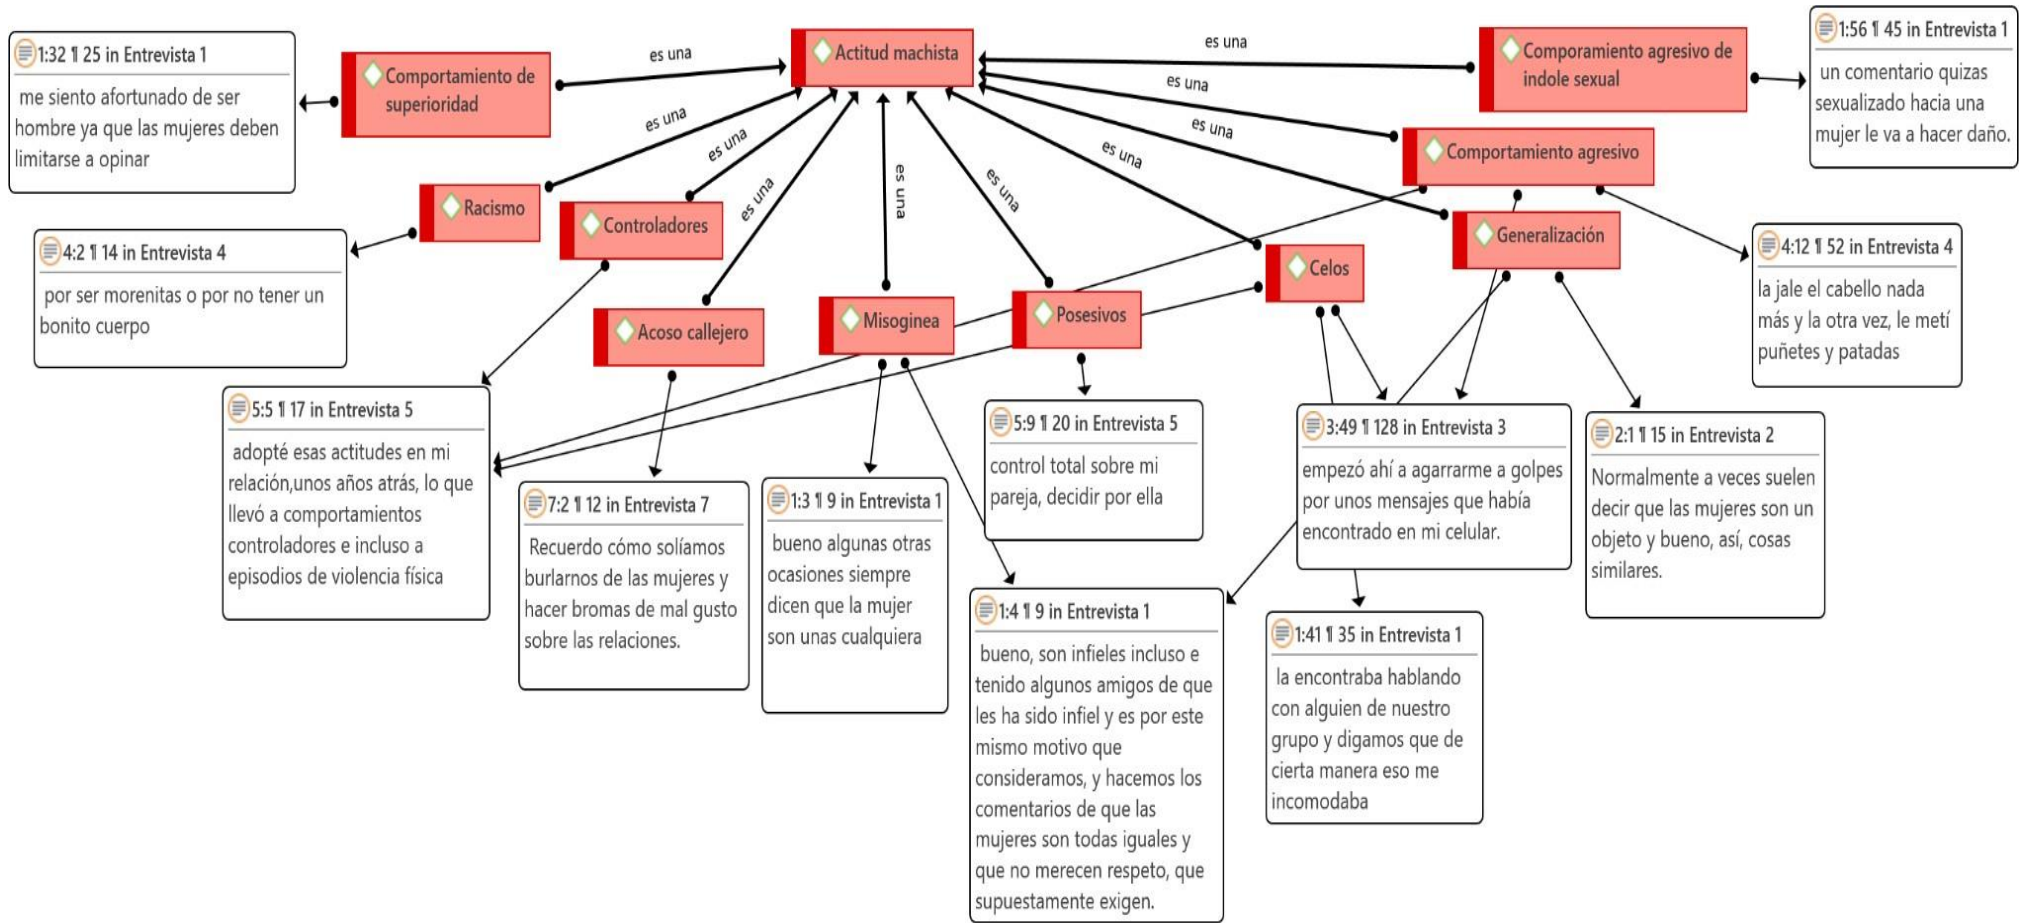 Actitud machista
es una
es una
es una
es una
es una
es una
es una
es una
es una
es una
Comportamiento de
superioridad
Racismo
Controladores
Acoso callejero
Misoginea
Posesivos
Celos
Generalización
Comportamiento agresivo
Comporamiento agresivo de
indole sexual
1:32 ¶ 25 in Entrevista 1
me siento afortunado de ser
hombre ya que las mujeres deben
limitarse a opinar
4:2 ¶ 14 in Entrevista 4
por ser morenitas o por no tener un
bonito cuerpo
5:5 ¶ 17 in Entrevista 5
adopté esas actitudes en mi
relación,unos años atrás, lo que
llevó a comportamientos
controladores e incluso a
episodios de violencia física
7:2 ¶ 12 in Entrevista 7
Recuerdo cómo solíamos
burlarnos de las mujeres y
hacer bromas de mal gusto
sobre las relaciones.
1:3 ¶ 9 in Entrevista 1
bueno algunas otras
ocasiones siempre
dicen que la mujer
son unas cualquiera
5:9 ¶ 20 in Entrevista 5
control total sobre mi
pareja, decidir por ella
1:4 ¶ 9 in Entrevista 1
bueno, son infieles incluso e
tenido algunos amigos de que
les ha sido infiel y es por este
mismo motivo que
consideramos, y hacemos los
comentarios de que las
mujeres son todas iguales y
que no merecen respeto, que
supuestamente exigen.
3:49 ¶ 128 in Entrevista 3
empezó ahí a agarrarme a golpes
por unos mensajes que había
encontrado en mi celular.
1:41 ¶ 35 in Entrevista 1
la encontraba hablando
con alguien de nuestro
grupo y digamos que de
cierta manera eso me
incomodaba
2:1 ¶ 15 in Entrevista 2
Normalmente a veces suelen
decir que las mujeres son un
objeto y bueno, así, cosas
similares.
4:12 ¶ 52 in Entrevista 4
la jale el cabello nada
más y la otra vez, le metí
puñetes y patadas
1:56 ¶ 45 in Entrevista 1
un comentario quizas
sexualizado hacia una
mujer le va a hacer daño.